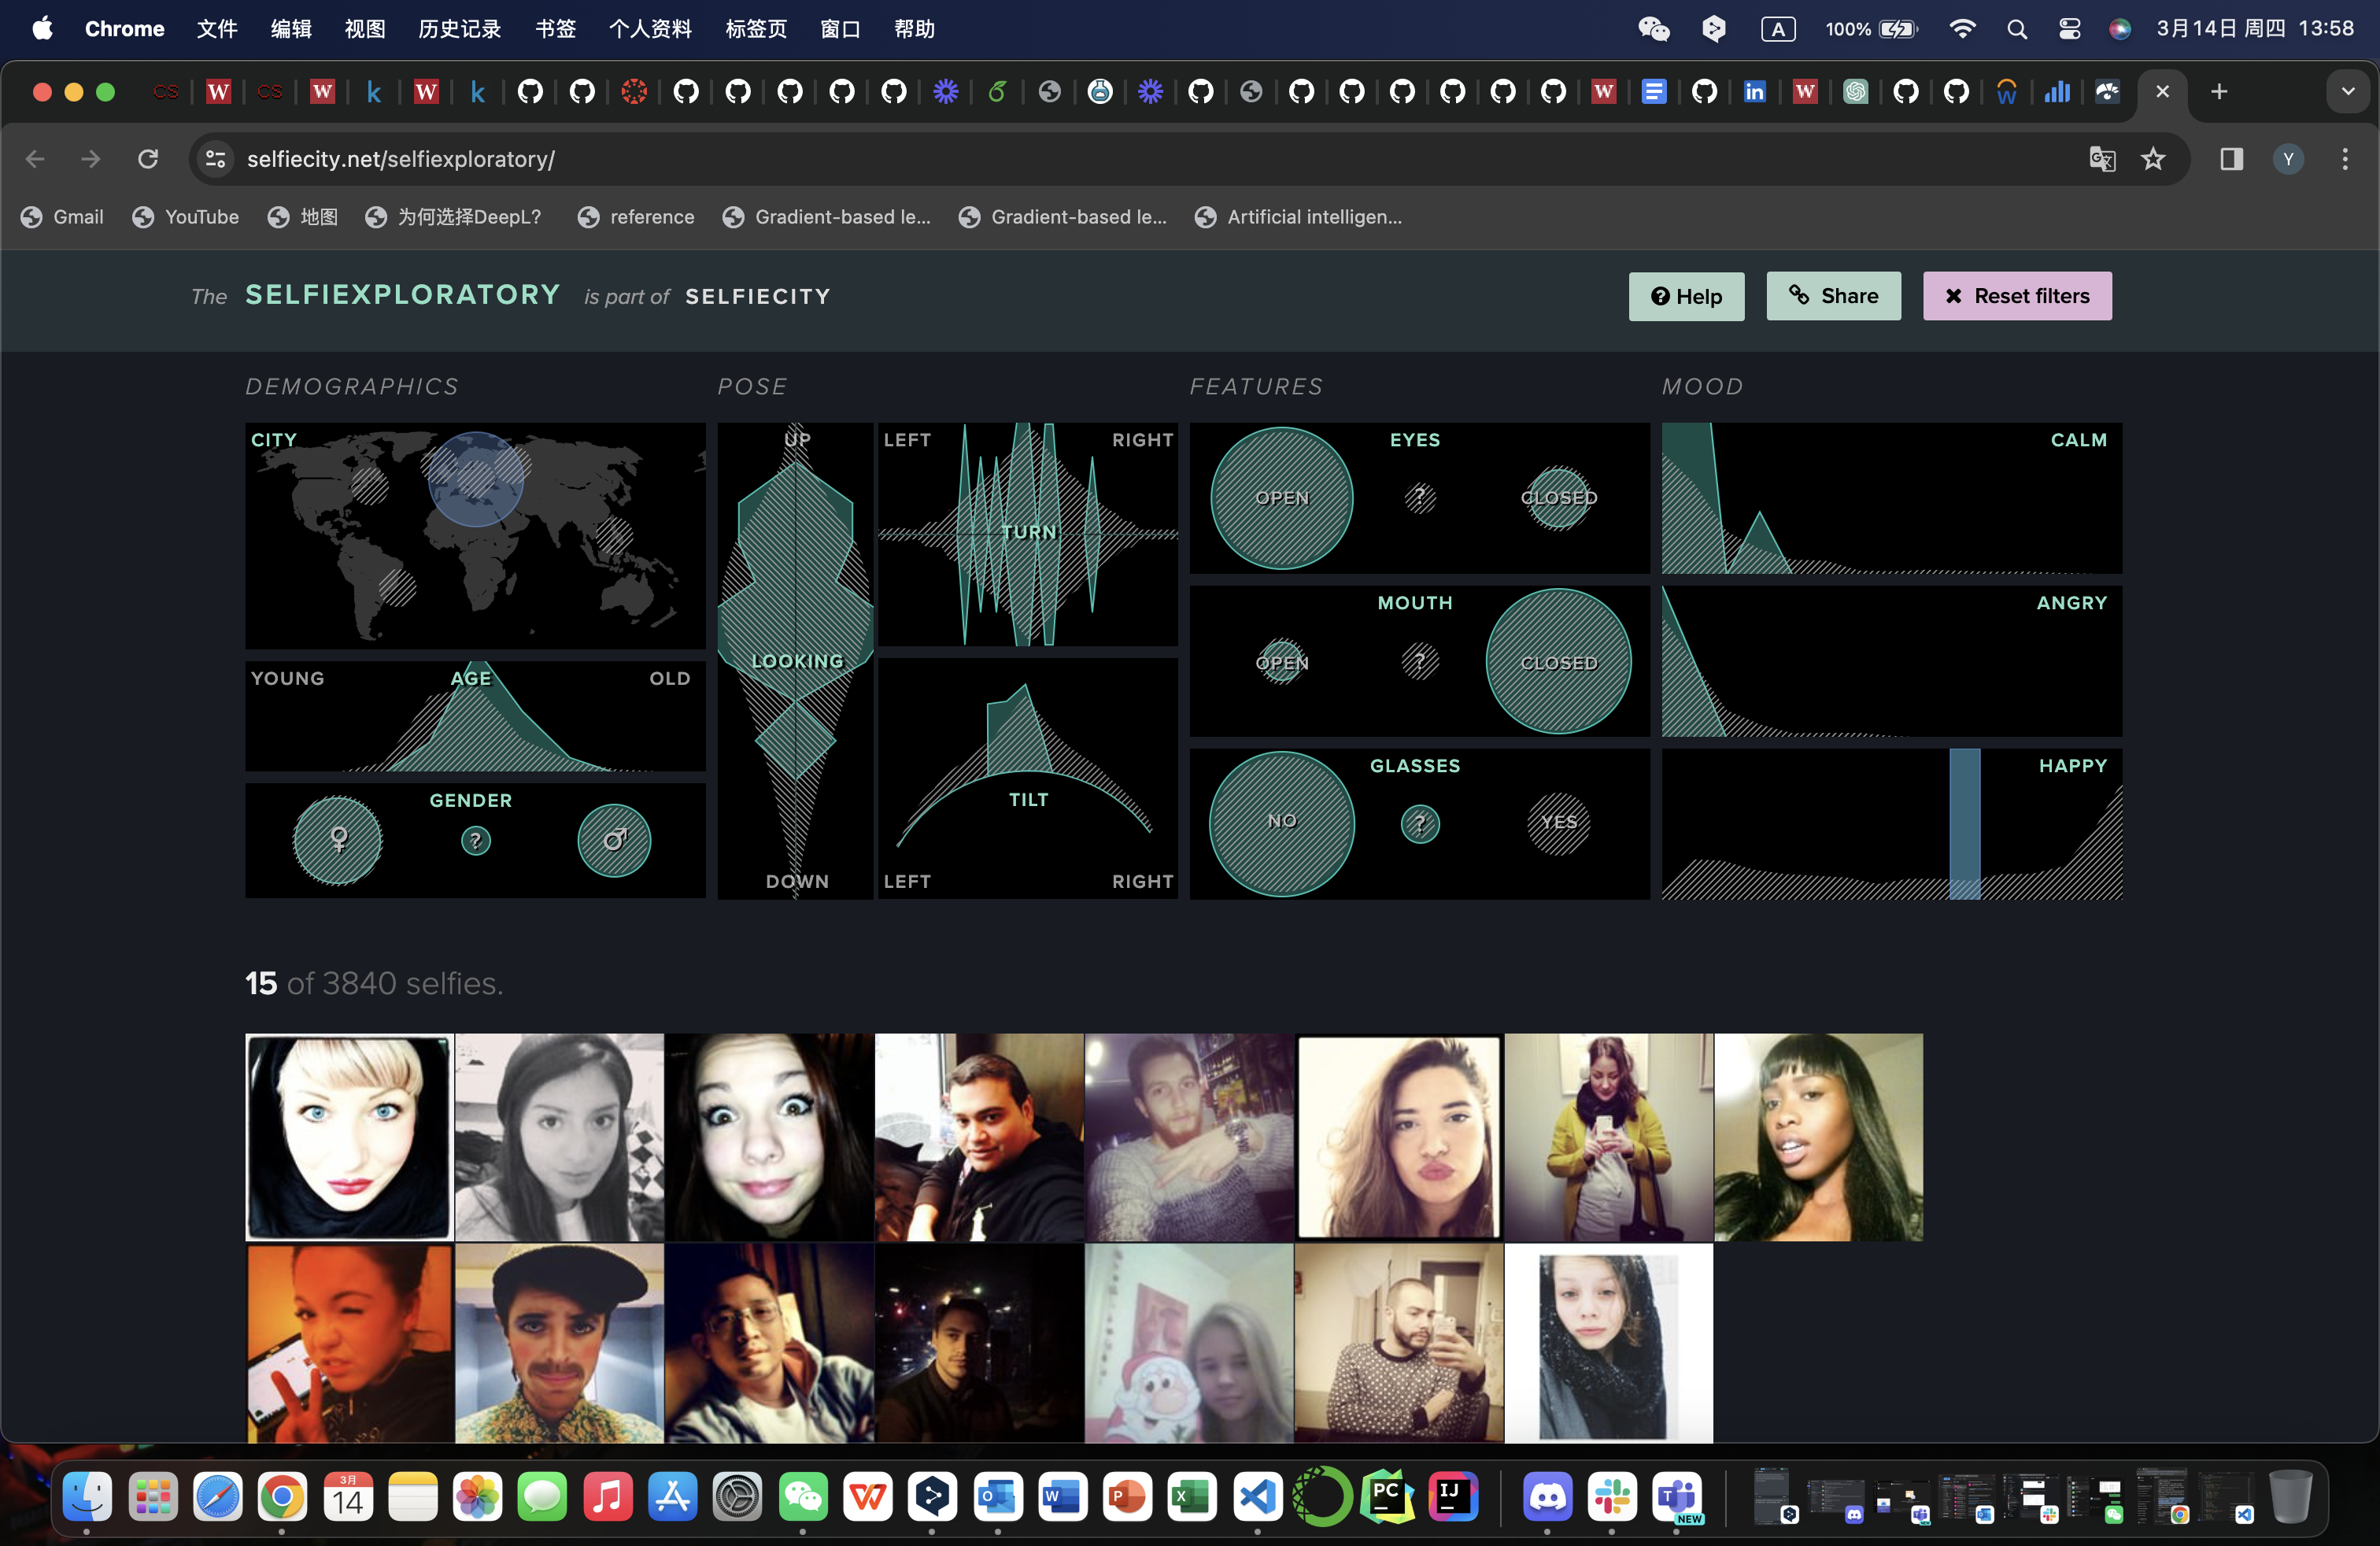 Chrome 文件 编辑 视图 历史记录 书签 个人资料 标签页 窗口 帮助 A 100% 3月14日 周四 13:58
selfiecity.net/selfiexploratory/ Y
Gmail YouTube 地图 为何选择DeepL? reference Gradient-based le... Gradient-based le... Artificial intelligen...
The SELFIEXPLORATORY is part of SELFIECITY Help Share Reset filters
DEMOGRAPHICS POSE FEATURES MOOD
CITY UP LEFT RIGHT EYES CALM
OPEN ? CLOSED
TURN
MOUTH ANGRY
YOUNG AGE OLD LOOKING OPEN ? CLOSED
GLASSES HAPPY
GENDER TILT NO ? YES
?
DOWN LEFT RIGHT
15 of 3840 selfies.
3月
14
PC
IJ
NEW